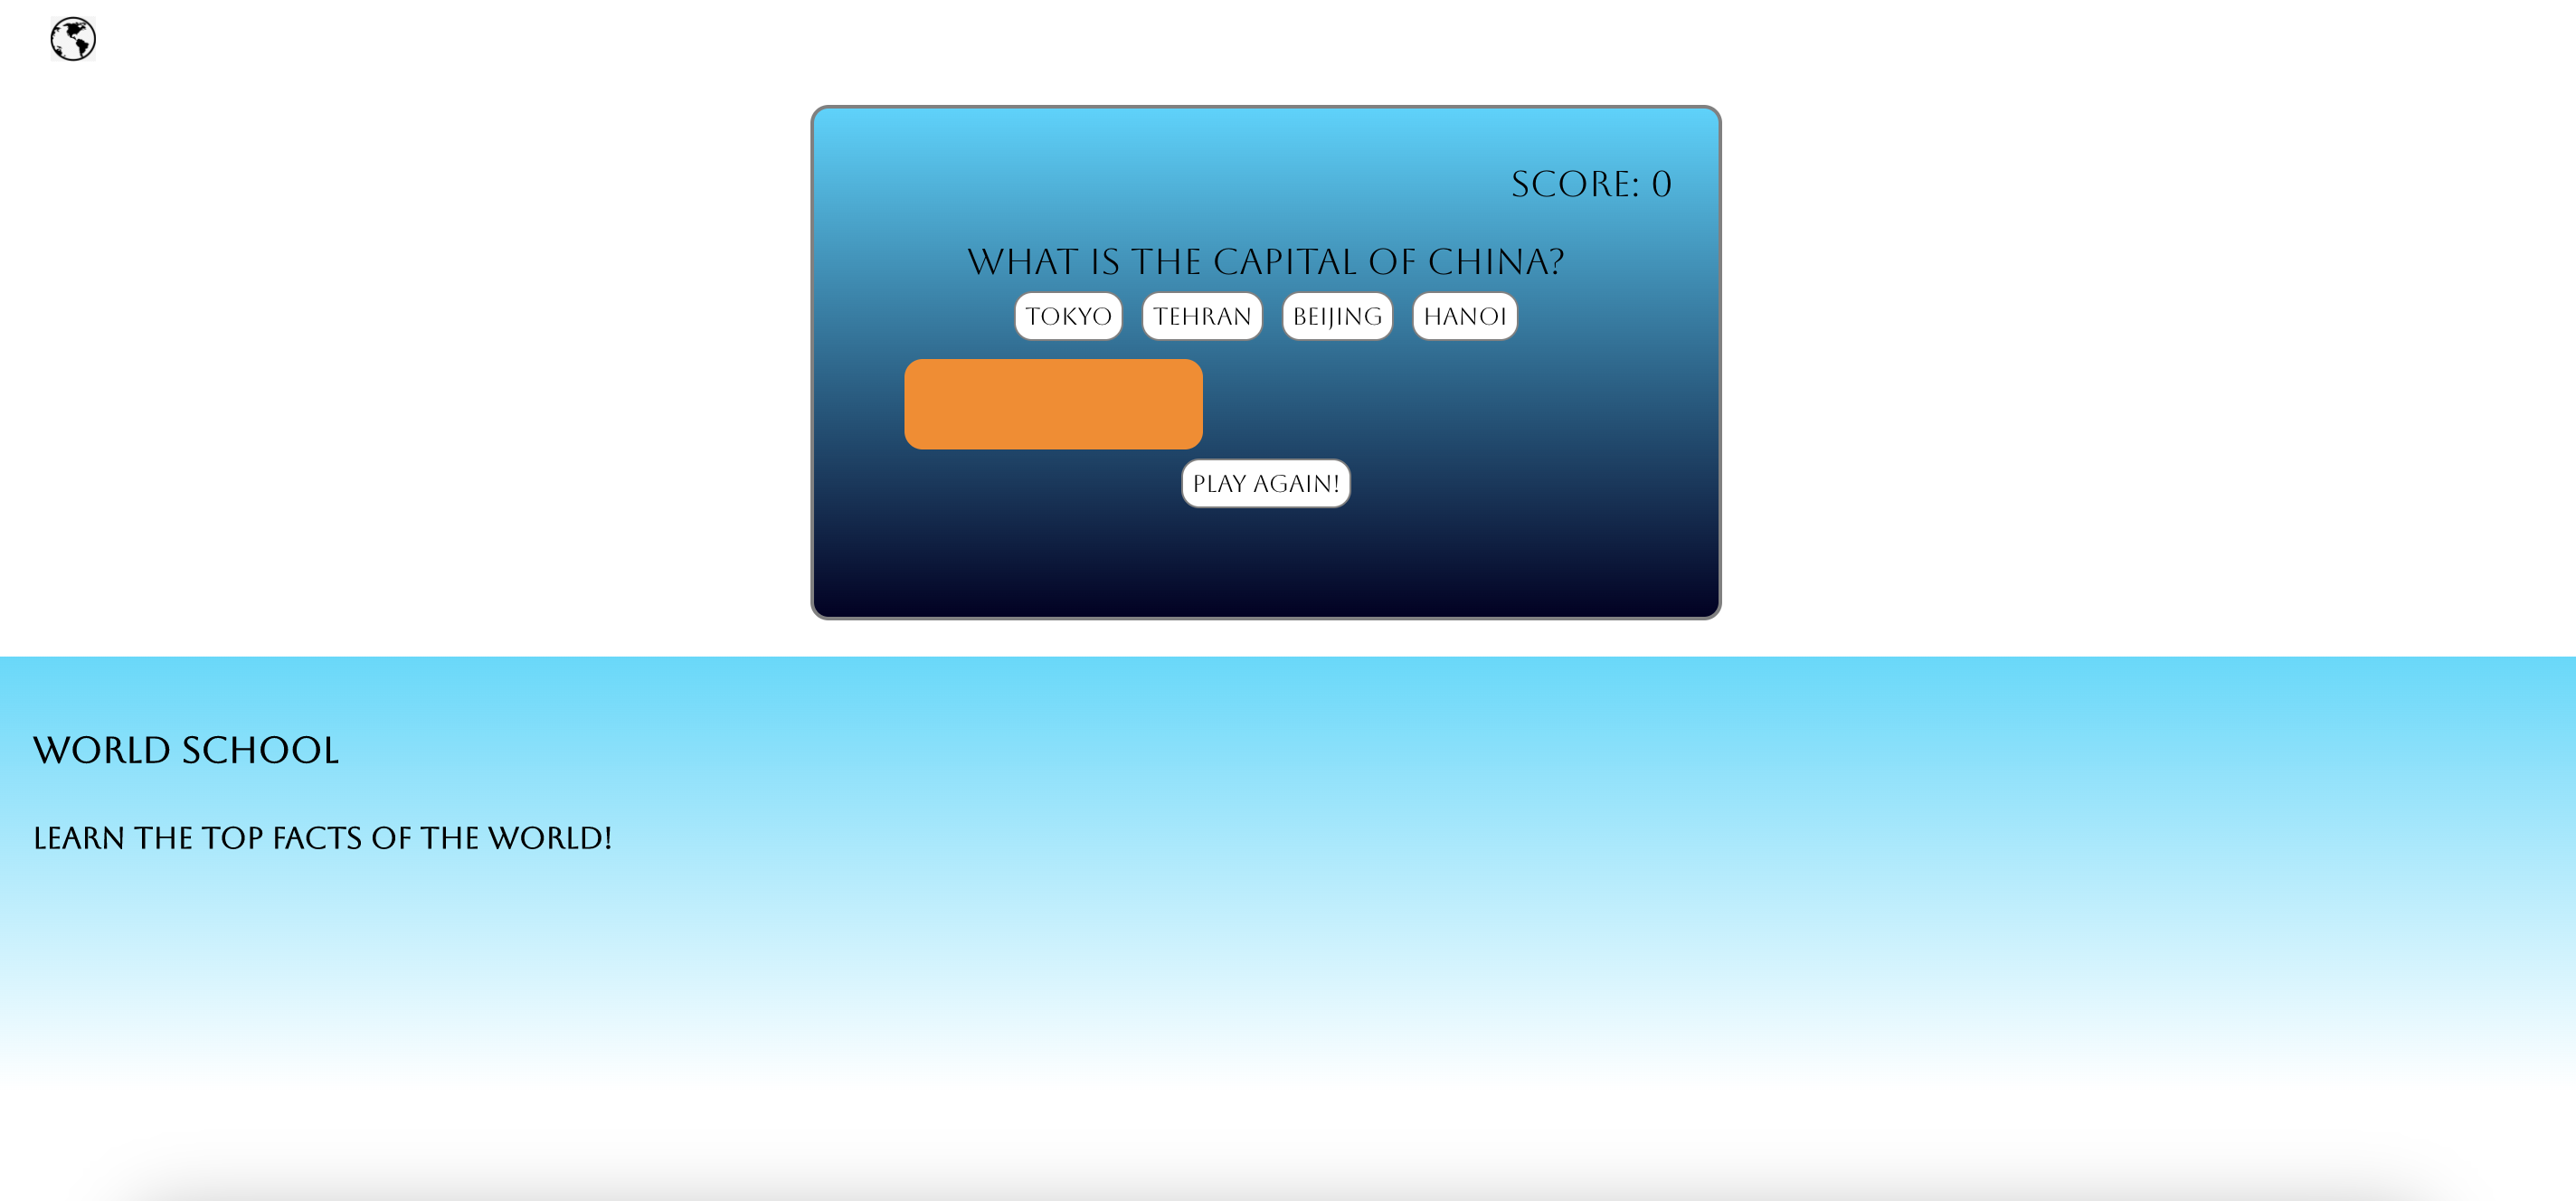 SCORE: 0
WHAT IS THE CAPITAL OF CHINA?
TOKYO TEHRAN BEIJING HANOI
PLAY AGAIN!
WORLD SCHOOL
LEARN THE TOP FACTS OF THE WORLD!